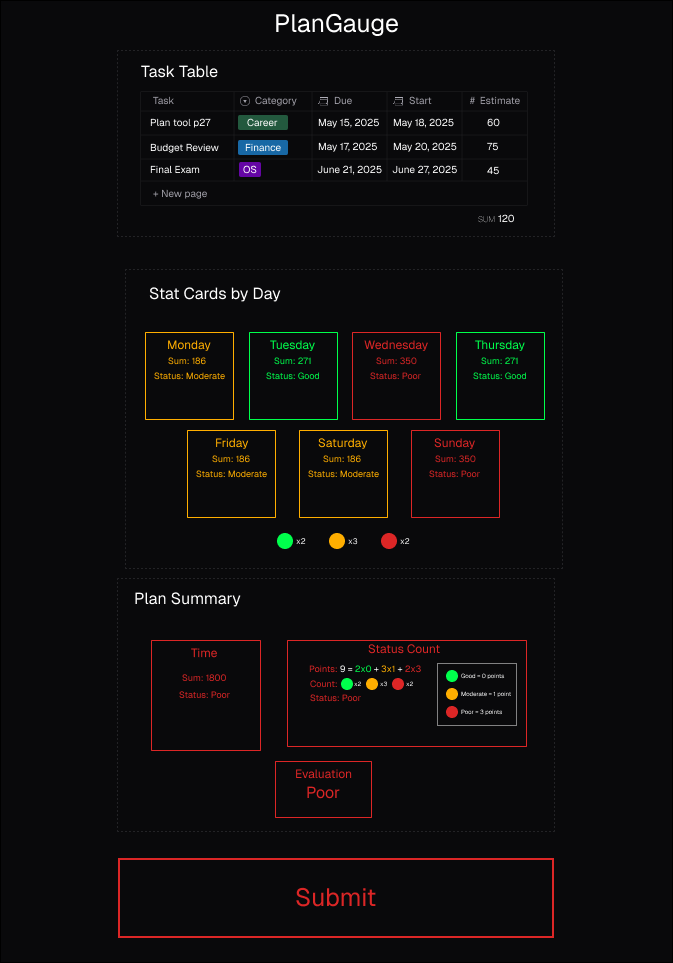 PlanGauge
Task Table
Task Category Due Start # Estimate
Plan tool p27 Career May 15, 2025 May 18, 2025 60
Budget Review Finance May 17, 2025 May 20, 2025 75
Final Exam OS June 21, 2025 June 27, 2025 45
+ New page
SUM 120
Stat Cards by Day
Monday Tuesday Wednesday Thursday
Sum: 186 Sum: 271 Sum: 350 Sum: 271
Status: Moderate Status: Good Status: Poor Status: Good
Friday Saturday Sunday
Sum: 186 Sum: 186 Sum: 350
Status: Moderate Status: Moderate Status: Poor
x2 x3 x2
Plan Summary
Time
Sum: 1800
Status: Poor
Status Count
Points: 9 = 2x0 + 3x1 + 2x3
Count: x2 x3 x2
Status: Poor
Good = 0 points
Moderate = 1 point
Poor = 3 points
Evaluation
Poor
Submit